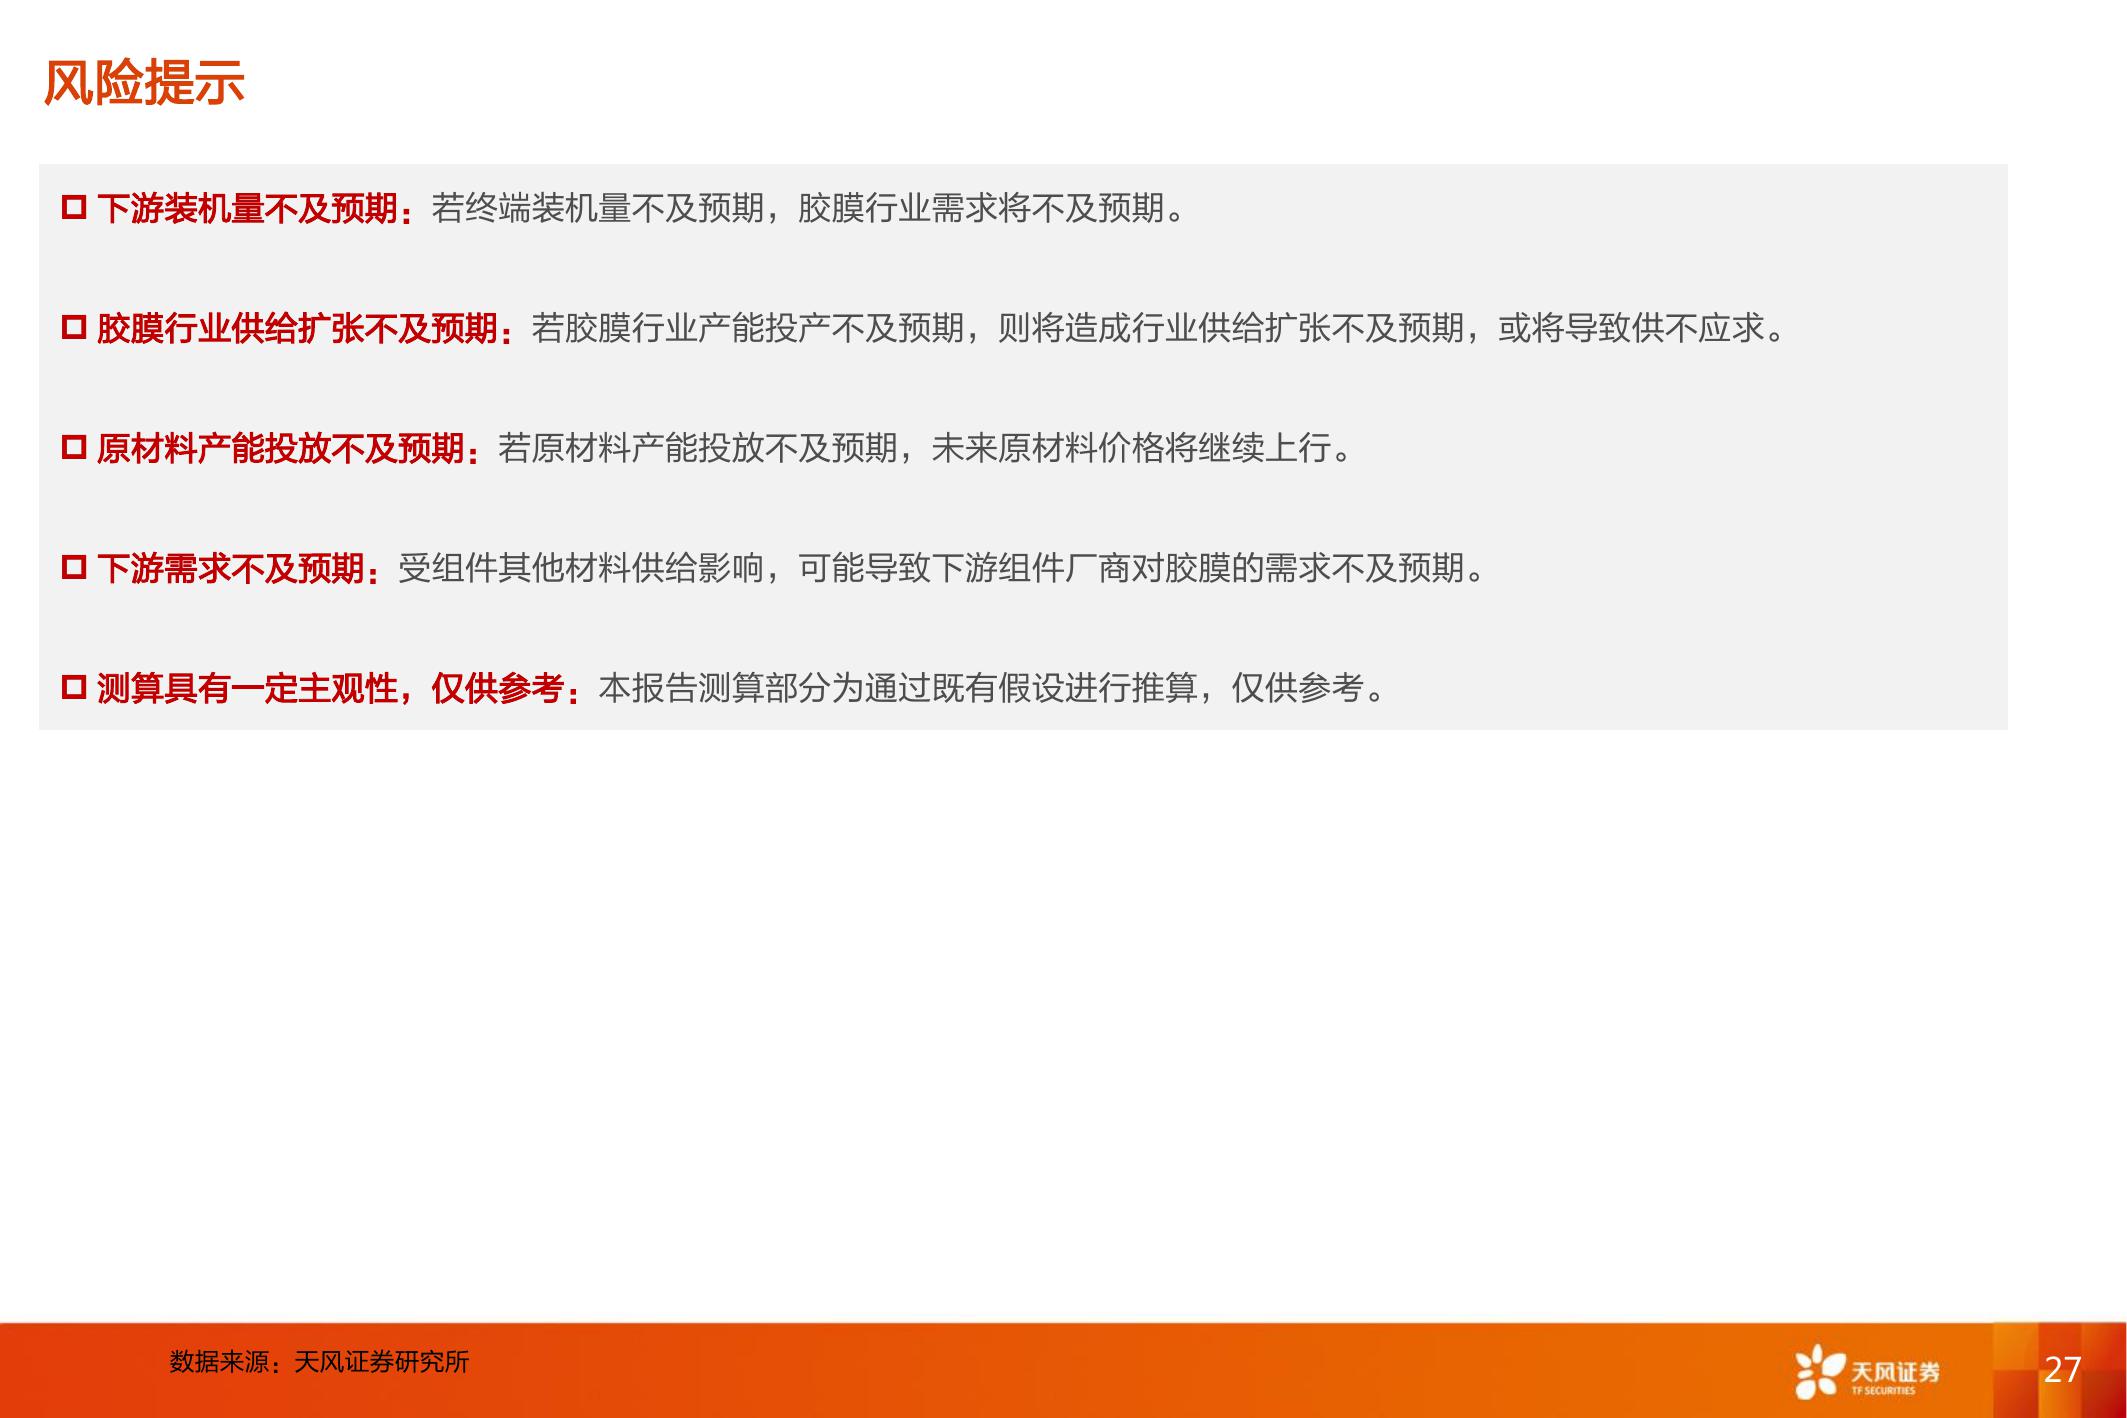 风险提示
下游装机量不及预期：若终端装机量不及预期，胶膜行业需求将不及预期。
胶膜行业供给扩张不及预期：若胶膜行业产能投产不及预期，则将造成行业供给扩张不及预期，或将导致供不应求。
原材料产能投放不及预期：若原材料产能投放不及预期，未来原材料价格将继续上行。
下游需求不及预期：受组件其他材料供给影响，可能导致下游组件厂商对胶膜的需求不及预期。
测算具有一定主观性，仅供参考：本报告测算部分为通过既有假设进行推算，仅供参考。
数据来源：天风证券研究所
天风证券
TF SECURITIES
27